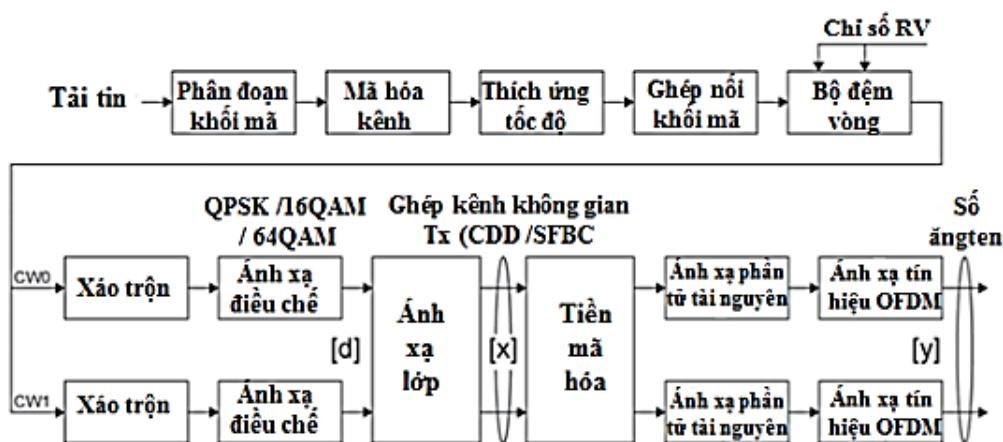 Chỉ số RV
Tải tin
Phân đoạn
khối mã
Mã hóa
kênh
Thích ứng
tốc độ
Ghép nối
khối mã
Bộ đệm
vòng
QPSK /16QAM
/ 64QAM
Ghép kênh không gian
Tx (CDD /SFBC
Số
ăngten
CW0
Xáo trộn
Ánh xạ
điều chế
[d]
Ánh
xạ
lớp
[x]
Tiền
mã
hóa
Ánh xạ phần
tử tài nguyên
Ánh xạ tín
hiệu OFDM
[y]
CW1
Xáo trộn
Ánh xạ
điều chế
Ánh xạ phần
tử tài nguyên
Ánh xạ tín
hiệu OFDM